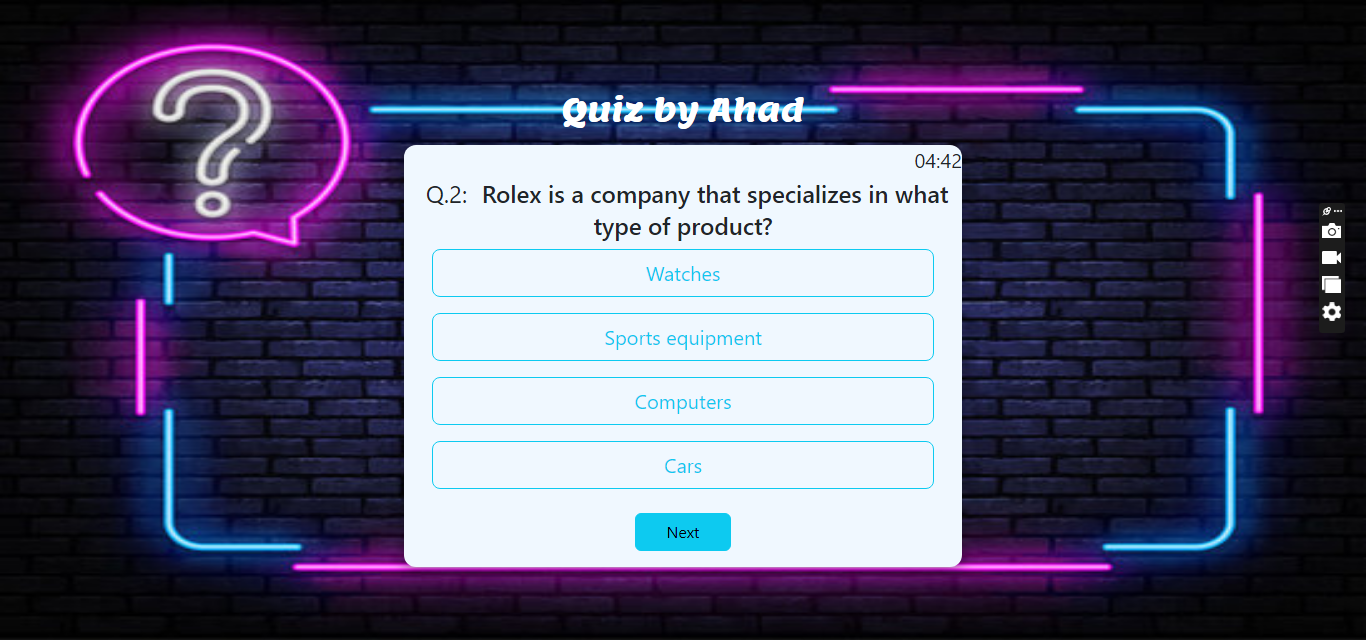 Quiz by Ahad
04:42
Q.2: Rolex is a company that specializes in what
type of product?
Watches
Sports equipment
Computers
Cars
Next